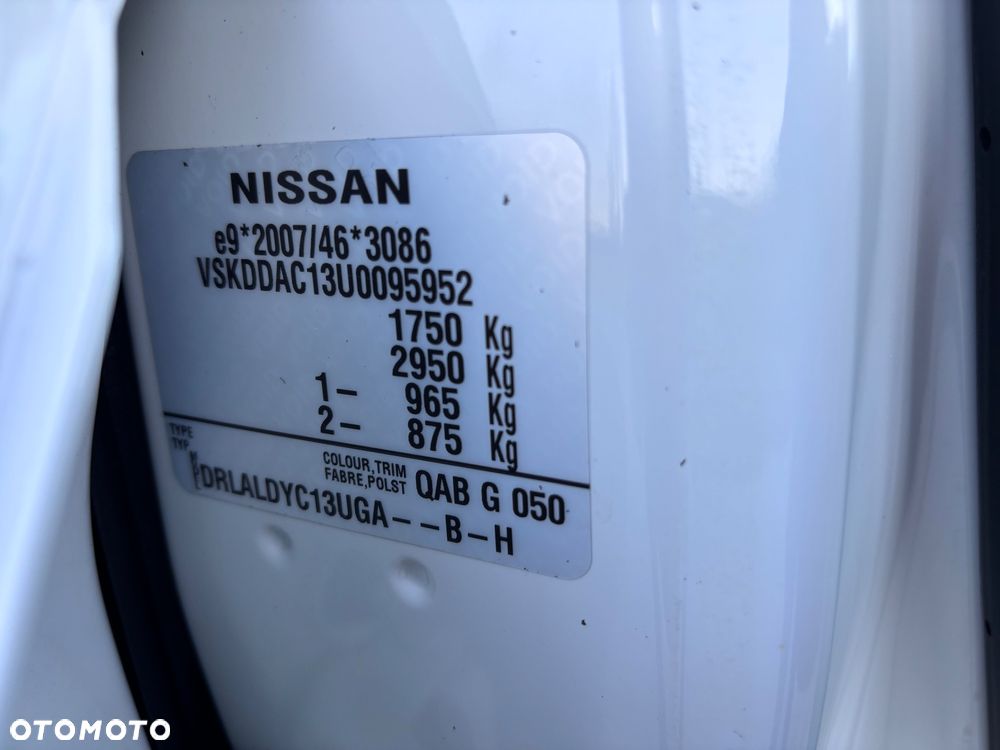 NISSAN
e9*2007/46*3086
VSKDDAC13U0095952
1750 Kg
2950 Kg
1– 965 Kg
2– 875 Kg
TYPE
TYP
COLOUR,TRIM
FABRE,POLST
QAB G 050
DRLALDYC13UGA– –B–H
OTOMOTO